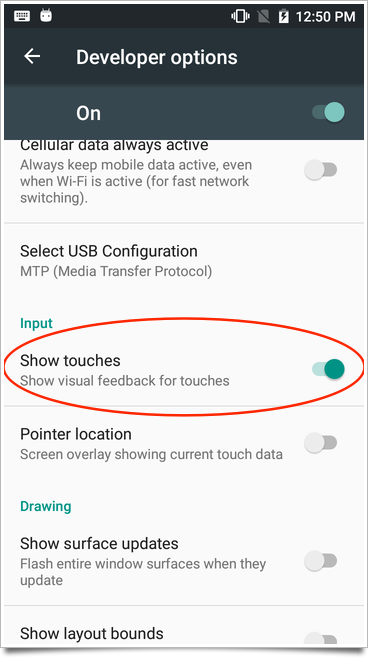 12:50 PM
Developer options
On
Cellular data always active
Always keep mobile data active, even
when Wi-Fi is active (for fast network
switching).
Select USB Configuration
MTP (Media Transfer Protocol)
Input
Show touches
Show visual feedback for touches
Pointer location
Screen overlay showing current touch data
Drawing
Show surface updates
Flash entire window surfaces when they
update
Show layout bounds